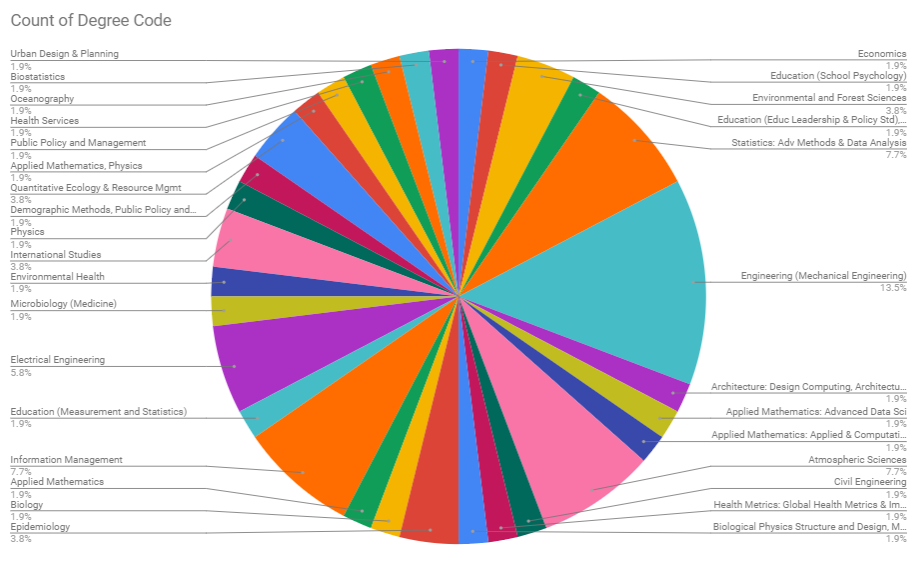 Count of Degree Code
Urban Design & Planning
1.9%
Biostatistics
1.9%
Oceanography
1.9%
Health Services
1.9%
Public Policy and Management
1.9%
Applied Mathematics, Physics
1.9%
Quantitative Ecology & Resource Mgmt
3.8%
Demographic Methods, Public Policy and...
1.9%
Physics
1.9%
International Studies
3.8%
Environmental Health
1.9%
Microbiology (Medicine)
1.9%
Electrical Engineering
5.8%
Education (Measurement and Statistics)
1.9%
Information Management
7.7%
Applied Mathematics
1.9%
Biology
1.9%
Epidemiology
3.8%
Economics
1.9%
Education (School Psychology)
1.9%
Environmental and Forest Sciences
3.8%
Education (Educ Leadership & Policy Std),...
1.9%
Statistics: Adv Methods & Data Analysis
7.7%
Engineering (Mechanical Engineering)
13.5%
Architecture: Design Computing, Architectu...
1.9%
Applied Mathematics: Advanced Data Sci
1.9%
Applied Mathematics: Applied & Computati...
1.9%
Atmospheric Sciences
7.7%
Civil Engineering
1.9%
Health Metrics: Global Health Metrics & Im...
1.9%
Biological Physics Structure and Design, M...
1.9%